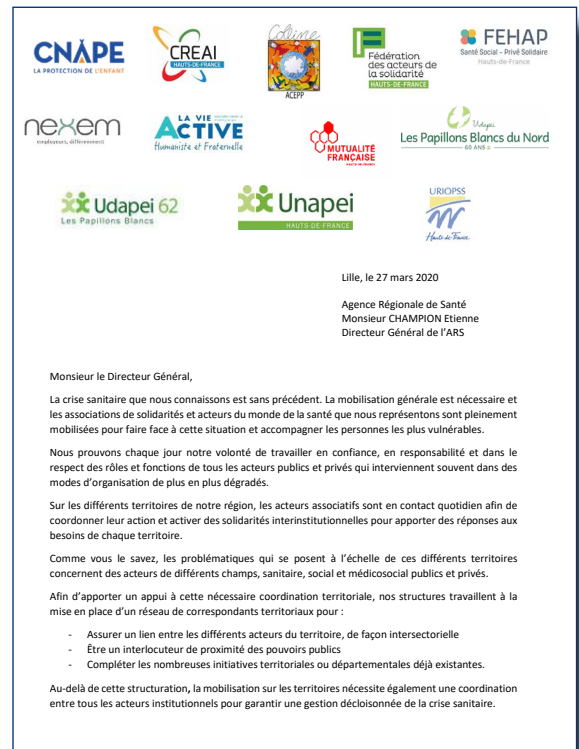 CNAPE
LA PROTECTION DE L'ENFANT
CREAI
HAUTS-DE-FRANCE
Colline
ACEPP
Fédération
des acteurs de
la solidarité
HAUTS-DE-FRANCE
FEHAP
Santé Social - Privé Solidaire
Hauts-de-France
nexem
employeurs, différemment
LA VIE
ACTIVE
Humaniste et Fraternelle
MUTUALITÉ
FRANÇAISE
HAUTS-DE-FRANCE
Udapei
Les Papillons Blancs du Nord
60 ANS
Udapei 62
Les Papillons Blancs
Unapei
HAUTS-DE-FRANCE
URIOPSS
Hauts-de-France
Lille, le 27 mars 2020
Agence Régionale de Santé
Monsieur CHAMPION Etienne
Directeur Général de l'ARS
Monsieur le Directeur Général,
La crise sanitaire que nous connaissons est sans précédent. La mobilisation générale est nécessaire et
les associations de solidarités et acteurs du monde de la santé que nous représentons sont pleinement
mobilisées pour faire face à cette situation et accompagner les personnes les plus vulnérables.
Nous prouvons chaque jour notre volonté de travailler en confiance, en responsabilité et dans le
respect des rôles et fonctions de tous les acteurs publics et privés qui interviennent souvent dans des
modes d'organisation de plus en plus dégradés.
Sur les différents territoires de notre région, les acteurs associatifs sont en contact quotidien afin de
coordonner leur action et activer des solidarités interinstitutionnelles pour apporter des réponses aux
besoins de chaque territoire.
Comme vous le savez, les problématiques qui se posent à l'échelle de ces différents territoires
concernent des acteurs de différents champs, sanitaire, social et médicosocial publics et privés.
Afin d'apporter un appui à cette nécessaire coordination territoriale, nos structures travaillent à la
mise en place d'un réseau de correspondants territoriaux pour :
- Assurer un lien entre les différents acteurs du territoire, de façon intersectorielle
- Être un interlocuteur de proximité des pouvoirs publics
- Compléter les nombreuses initiatives territoriales ou départementales déjà existantes.
Au-delà de cette structuration, la mobilisation sur les territoires nécessite également une coordination
entre tous les acteurs institutionnels pour garantir une gestion décloisonnée de la crise sanitaire.